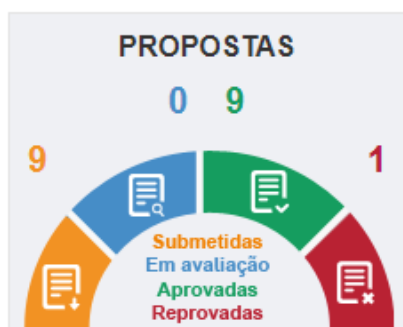 PROPOSTAS
0 9
9 1
Submetidas
Em avaliação
Aprovadas
Reprovadas